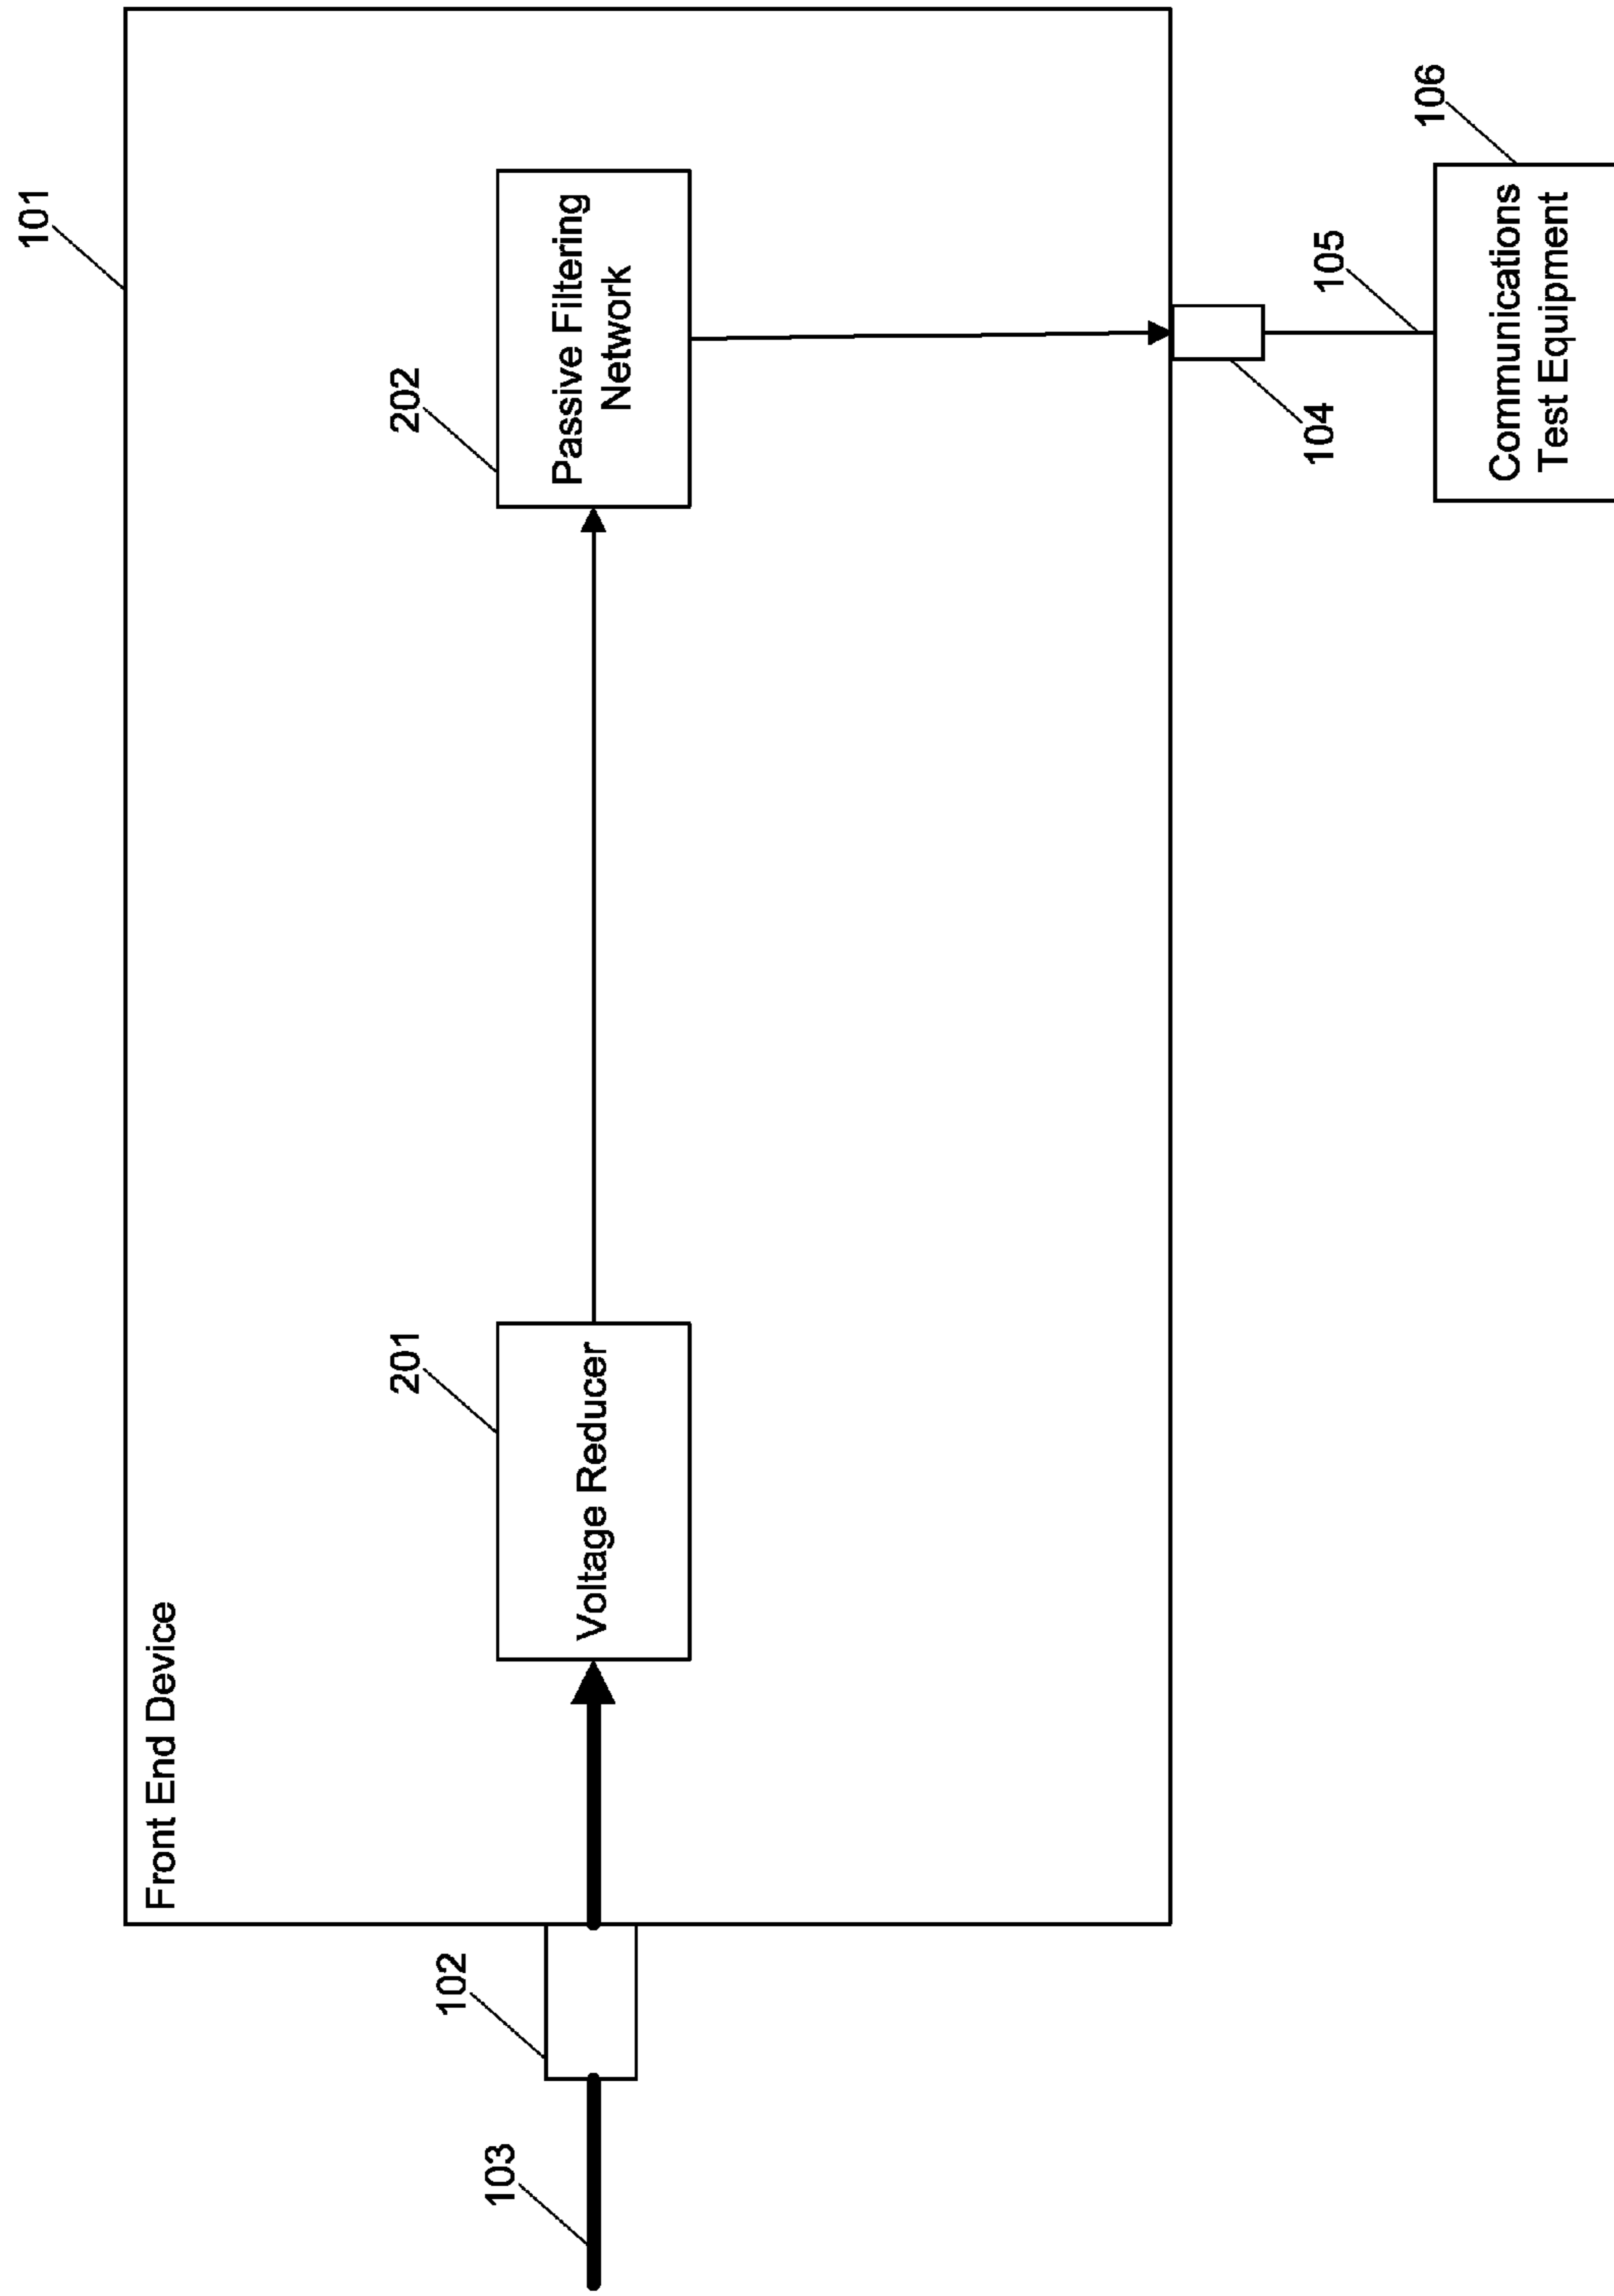 101
Front End Device
201
202
Voltage Reducer
Passive Filtering
Network
102
103
104
105
106
Communications
Test Equipment